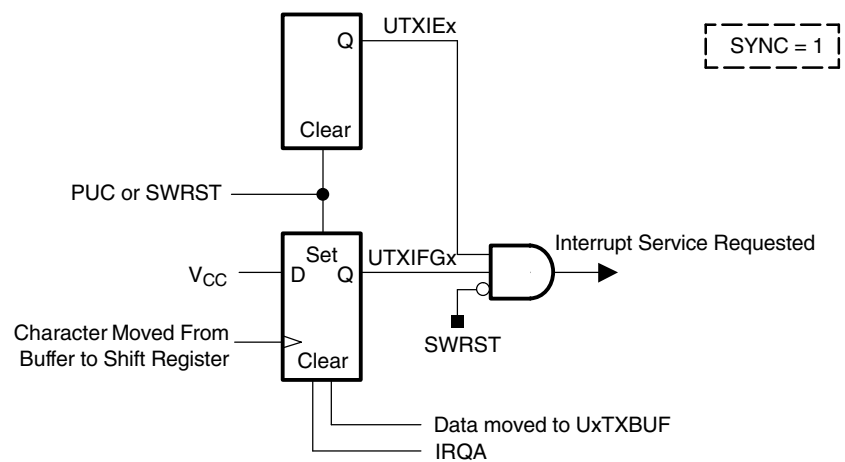 UTXIEx
SYNC = 1
Q
Clear
PUC or SWRST
Set
UTXIFGx
Interrupt Service Requested
VCC
D
Q
Character Moved From
Buffer to Shift Register
SWRST
Clear
Data moved to UxTXBUF
IRQA